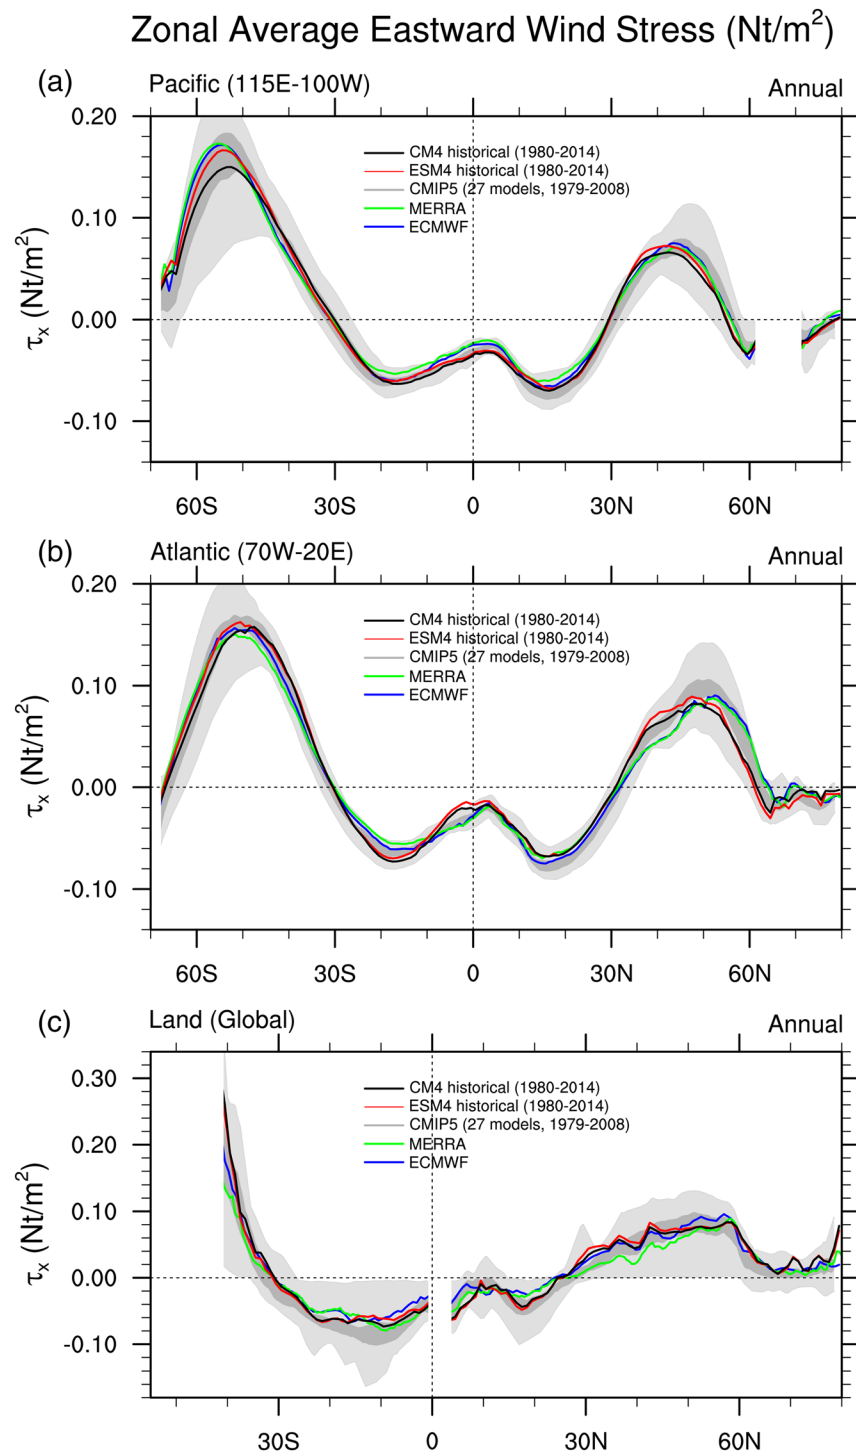 Zonal Average Eastward Wind Stress (Nt/m²)
(a) Pacific (115E-100W) Annual
0.20
0.10
0.00
-0.10
τx (Nt/m²)
CM4 historical (1980-2014)
ESM4 historical (1980-2014)
CMIP5 (27 models, 1979-2008)
MERRA
ECMWF
60S 30S 0 30N 60N
(b) Atlantic (70W-20E) Annual
0.20
0.10
0.00
-0.10
τx (Nt/m²)
CM4 historical (1980-2014)
ESM4 historical (1980-2014)
CMIP5 (27 models, 1979-2008)
MERRA
ECMWF
60S 30S 0 30N 60N
(c) Land (Global) Annual
0.30
0.20
0.10
0.00
-0.10
τx (Nt/m²)
CM4 historical (1980-2014)
ESM4 historical (1980-2014)
CMIP5 (27 models, 1979-2008)
MERRA
ECMWF
30S 0 30N 60N